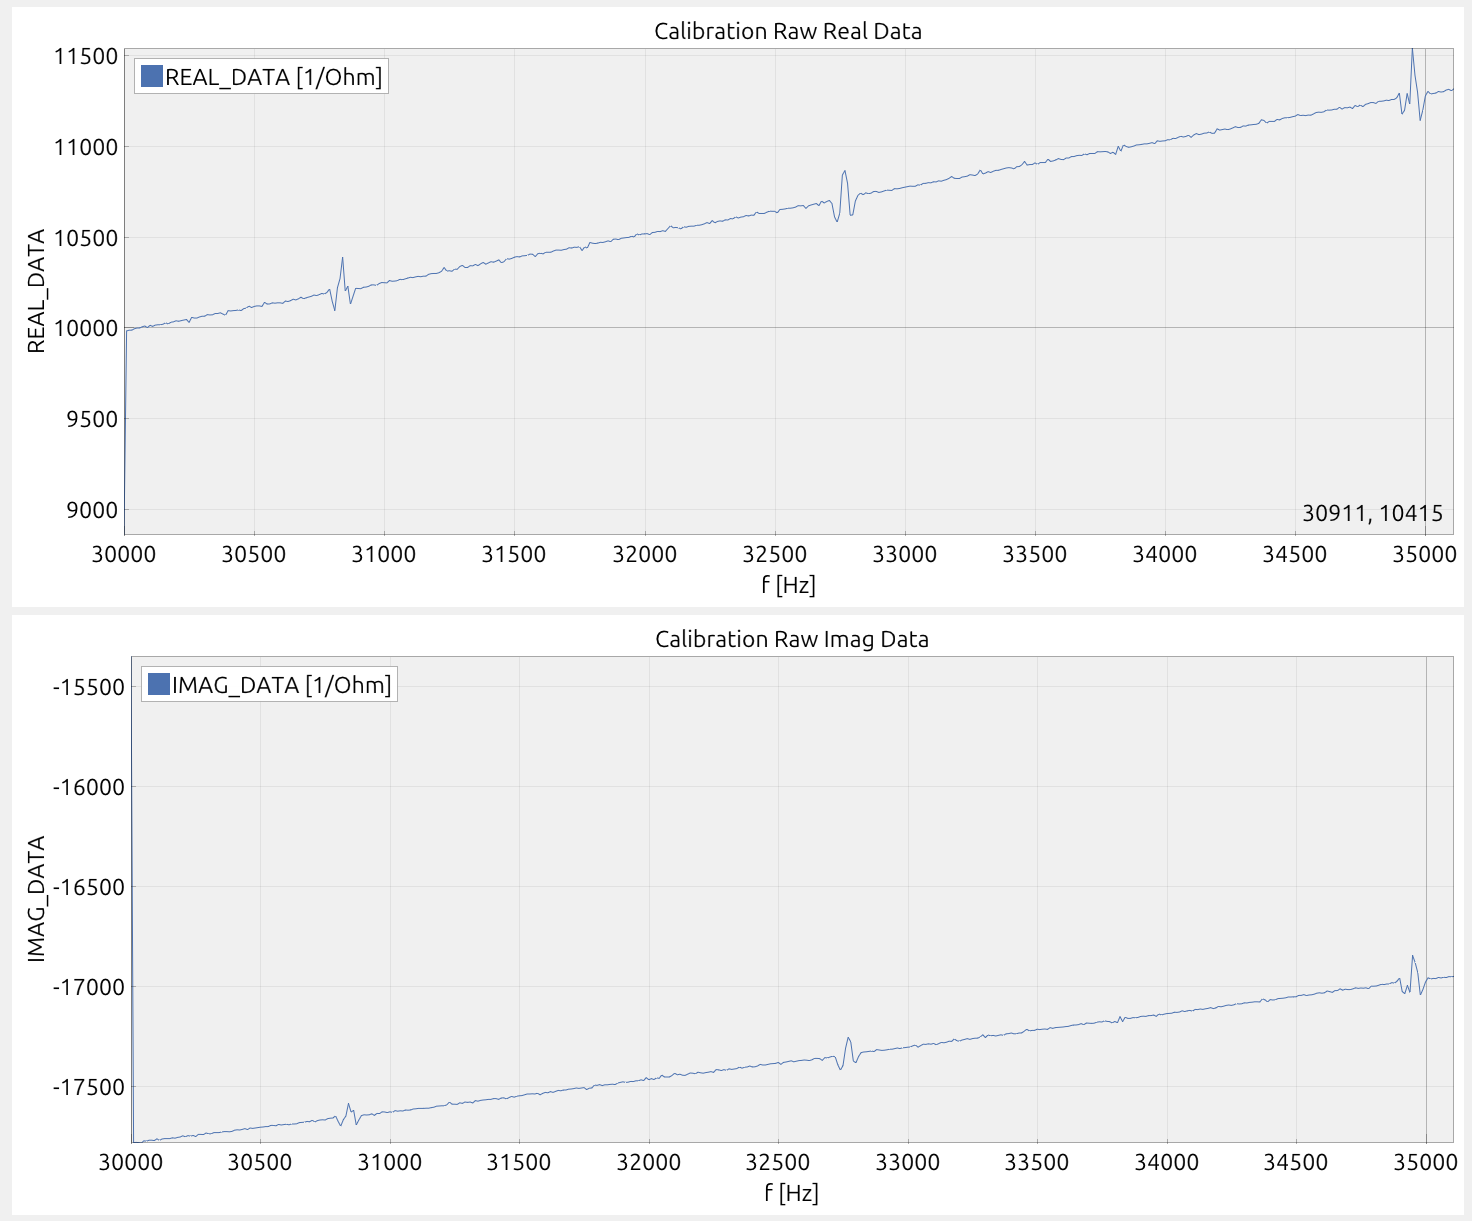 Calibration Raw Real Data
REAL_DATA [1/Ohm]
11500
11000
10500
10000
9500
9000
REAL_DATA
30911, 10415
30000 30500 31000 31500 32000 32500 33000 33500 34000 34500 35000
f [Hz]
Calibration Raw Imag Data
IMAG_DATA [1/Ohm]
-15500
-16000
-16500
-17000
-17500
IMAG_DATA
30000 30500 31000 31500 32000 32500 33000 33500 34000 34500 35000
f [Hz]